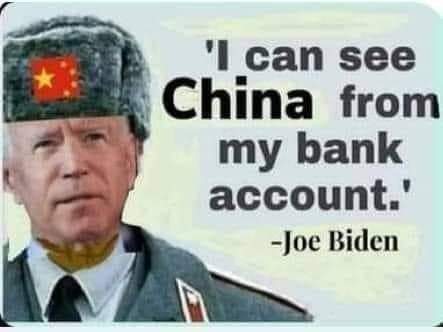 'I can see
China from
my bank
account.'
-Joe Biden